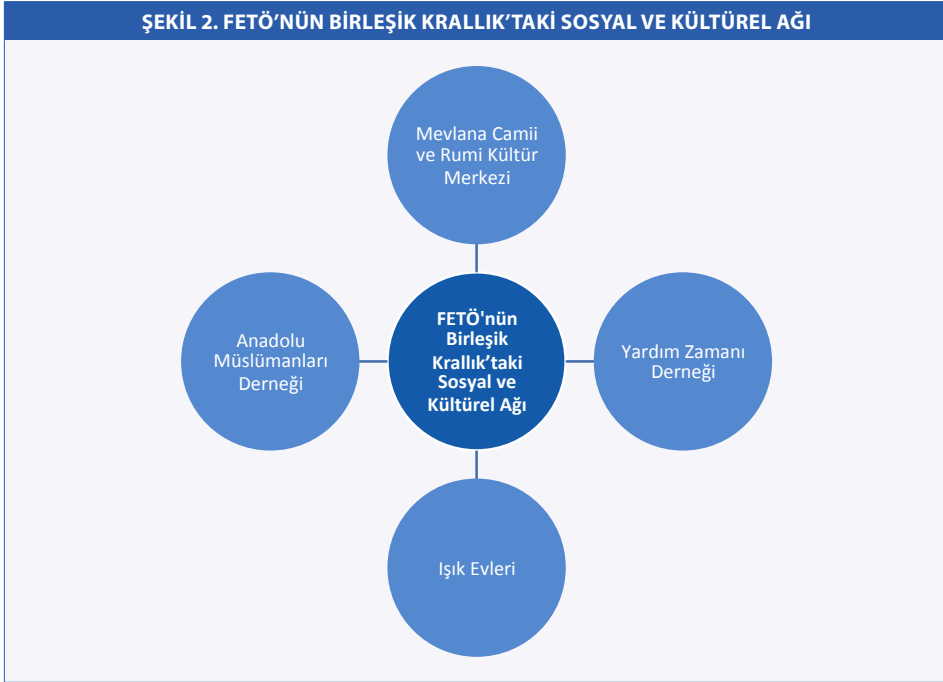 ŞEKİL 2. FETÖ’NÜN BİRLEŞİK KRALLIK’TAKİ SOSYAL VE KÜLTÜREL AĞI
Mevlana Camii
ve Rumi Kültür
Merkezi
Anadolu
Müslümanları
Derneği
FETÖ'nün
Birleşik
Krallık’taki
Sosyal ve
Kültürel Ağı
Yardım Zamanı
Derneği
Işık Evleri